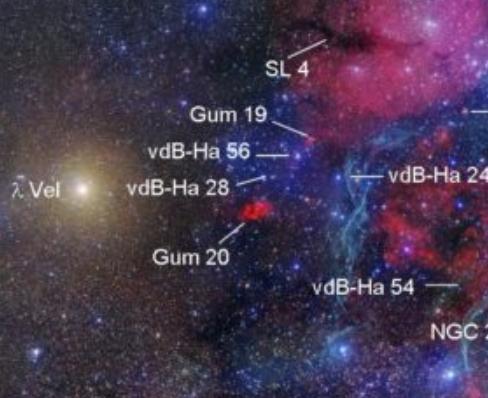 SL 4
Gum 19
vdB-Ha 56
vdB-Ha 24
λ Vel
vdB-Ha 28
Gum 20
vdB-Ha 54
NGC